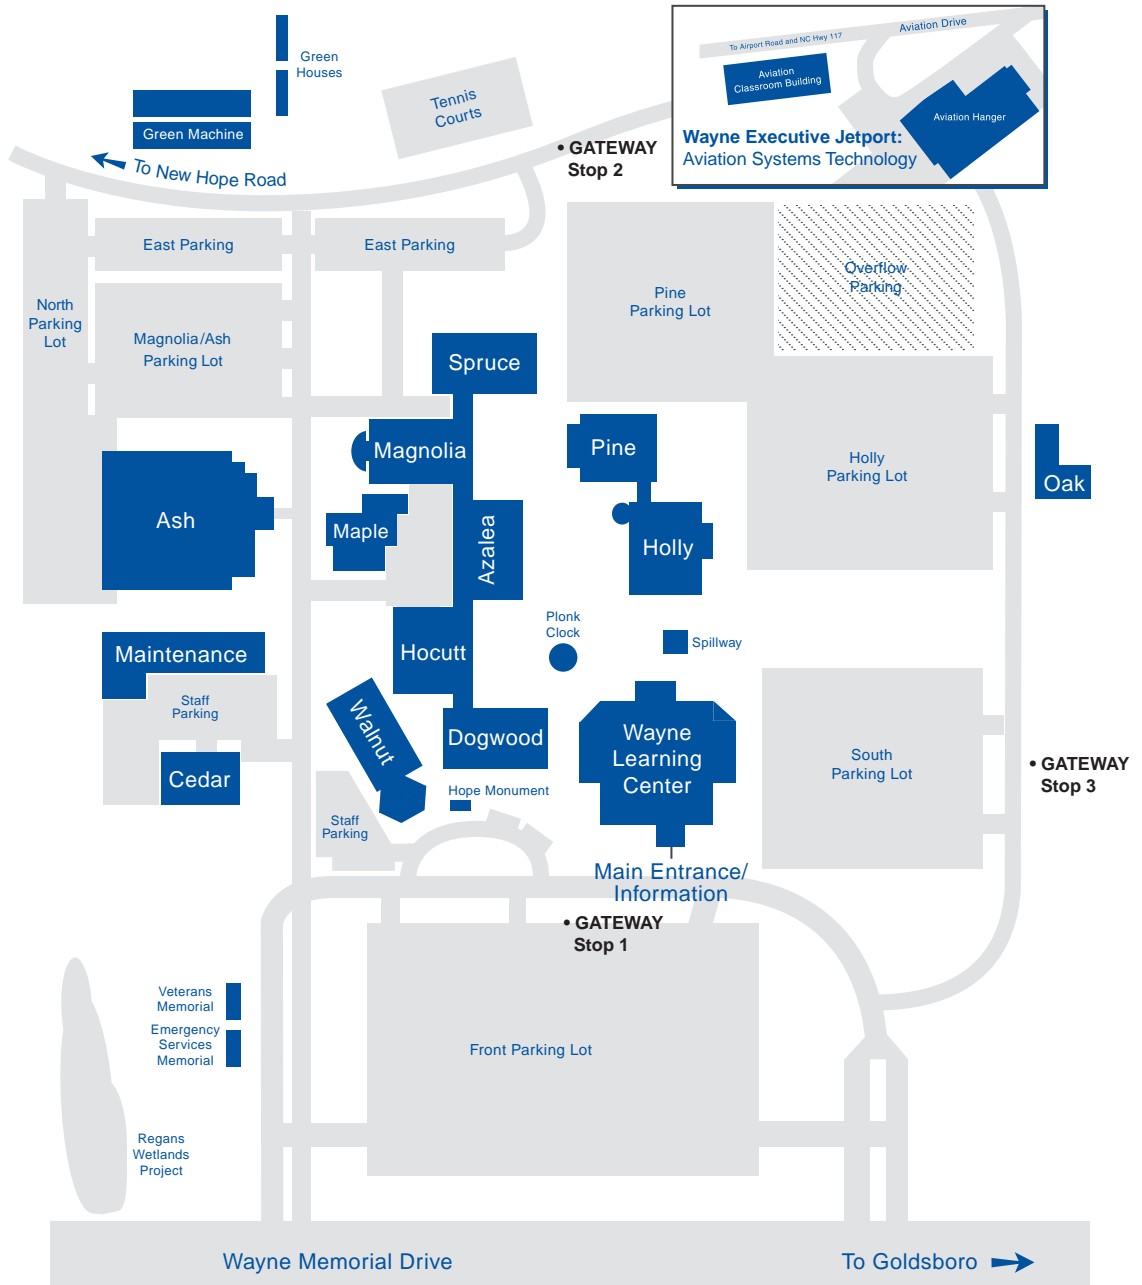 Green
Houses
Green Machine
To New Hope Road
Tennis
Courts
• GATEWAY
Stop 2
To Airport Road and NC Hwy 117
Aviation Drive
Aviation
Classroom Building
Aviation Hanger
Wayne Executive Jetport:
Aviation Systems Technology
East Parking
East Parking
North
Parking
Lot
Magnolia/Ash
Parking Lot
Pine
Parking Lot
Overflow
Parking
Spruce
Magnolia
Pine
Holly
Parking Lot
Oak
Ash
Maple
Azalea
Holly
Plonk
Clock
Spillway
Maintenance
Hocutt
Staff
Parking
Walnut
Dogwood
Wayne
Learning
Center
South
Parking Lot
• GATEWAY
Stop 3
Cedar
Hope Monument
Staff
Parking
Main Entrance/
Information
• GATEWAY
Stop 1
Veterans
Memorial
Emergency
Services
Memorial
Front Parking Lot
Regans
Wetlands
Project
Wayne Memorial Drive
To Goldsboro